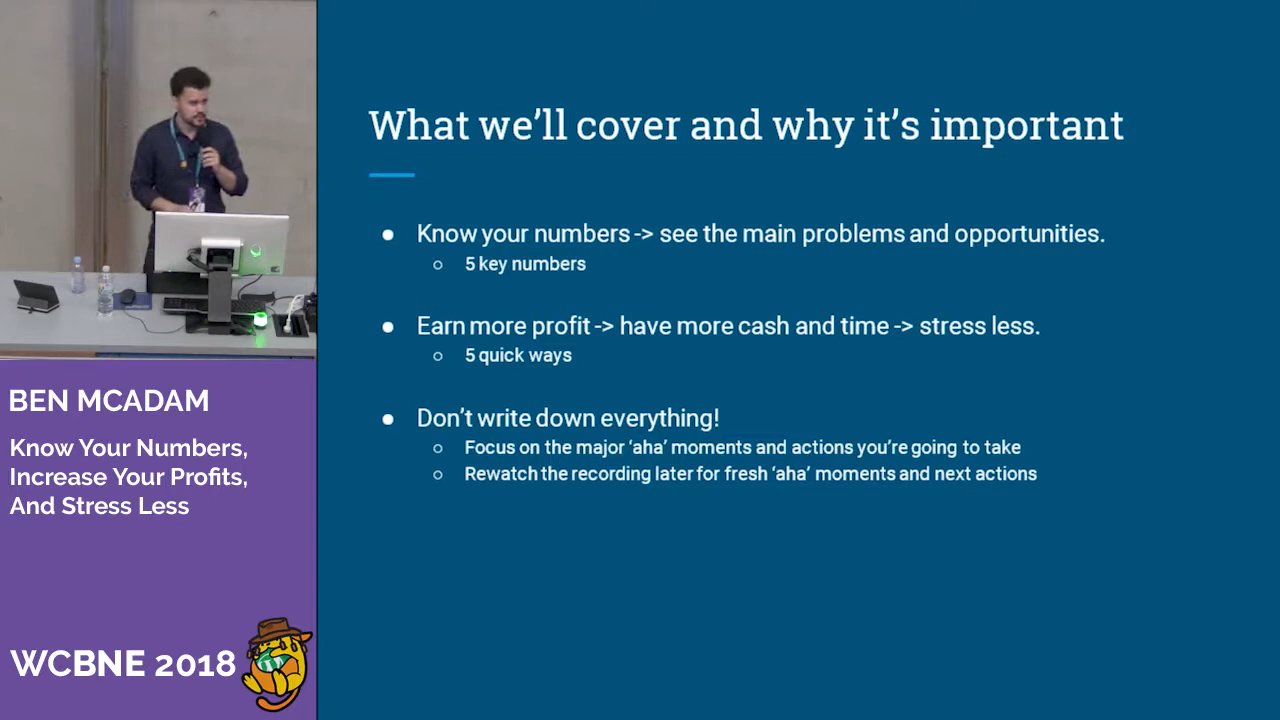 What we'll cover and why it's important
● Know your numbers -> see the main problems and opportunities.
○ 5 key numbers
● Earn more profit -> have more cash and time -> stress less.
○ 5 quick ways
● Don't write down everything!
○ Focus on the major 'aha' moments and actions you're going to take
○ Rewatch the recording later for fresh 'aha' moments and next actions
BEN MCADAM
Know Your Numbers,
Increase Your Profits,
And Stress Less
WCBNE 2018